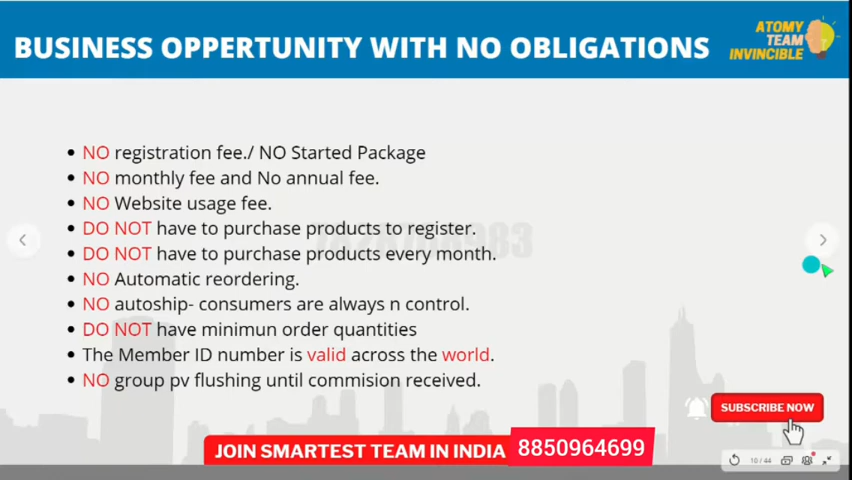 BUSINESS OPPERTUNITY WITH NO OBLIGATIONS
ATOMY
TEAM
INVINCIBLE
NO registration fee./ NO Started Package
NO monthly fee and No annual fee.
NO Website usage fee.
DO NOT have to purchase products to register.
DO NOT have to purchase products every month.
NO Automatic reordering.
NO autoship- consumers are always n control.
DO NOT have minimun order quantities
The Member ID number is valid across the world.
NO group pv flushing until commision received.
SUBSCRIBE NOW
JOIN SMARTEST TEAM IN INDIA 8850964699
10 / 44